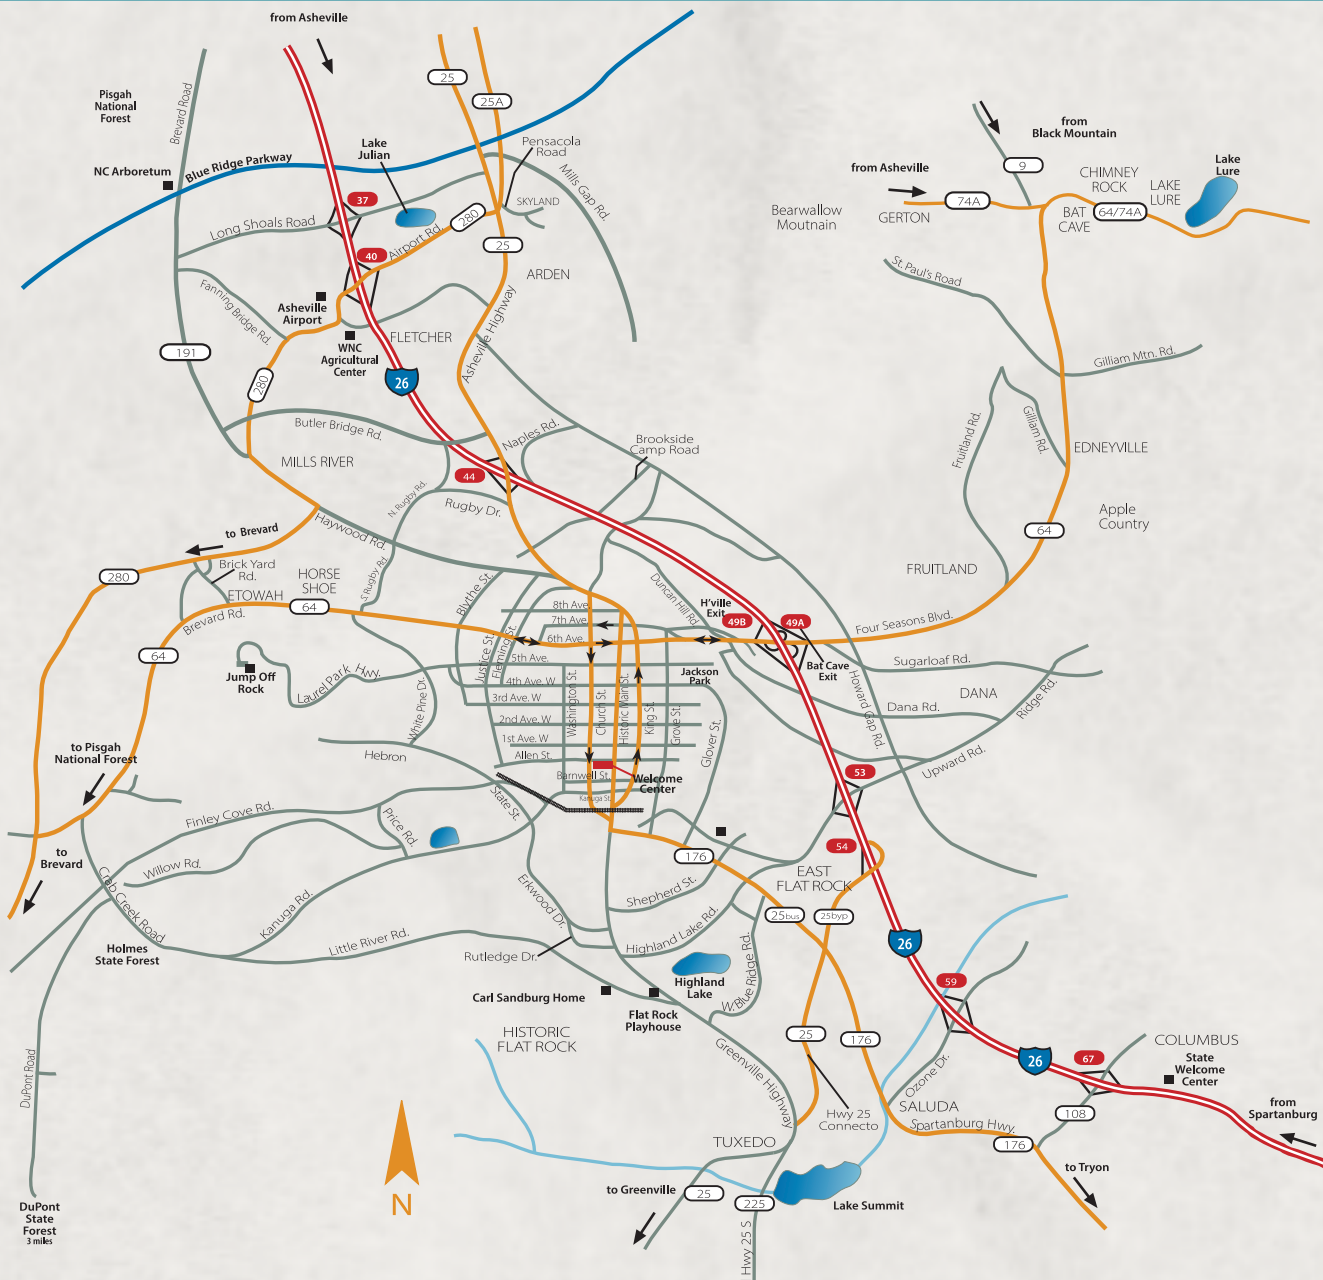 from Asheville
25
25A
Pisgah
National
Forest
Brevard Road
Lake
Julian
Pensacola
Road
Mills Gap Rd.
from
Black Mountain
9
NC Arboretum
Blue Ridge Parkway
from Asheville
CHIMNEY
ROCK
Lake
Lure
37
SKYLAND
74A
LAKE
LURE
Bearwallow
Moutnain
GERTON
BAT
CAVE
64/74A
Long Shoals Road
280
Airport Rd.
40
25
ARDEN
St. Paul's Road
Fanning Bridge Rd.
Asheville
Airport
Asheville Highway
FLETCHER
WNC
Agricultural
Center
191
Gilliam Mtn. Rd.
280
26
Butler Bridge Rd.
Naples Rd.
Brookside
Camp Road
Fruitland Rd.
Gilliam Rd.
EDNEYVILLE
MILLS RIVER
44
N. Rugby Rd.
Rugby Dr.
Apple
Country
Haywood Rd.
to Brevard
64
Brick Yard
Rd.
HORSE
SHOE
S Rugby Rd.
FRUITLAND
280
ETOWAH
64
Blythe St.
Duncan Hill Rd.
H'ville
Exit
49B
49A
Brevard Rd.
8th Ave.
7th Ave.
6th Ave.
Four Seasons Blvd.
64
Justice St.
Fleming St.
5th Ave.
Jackson
Park
Bat Cave
Exit
Sugarloaf Rd.
Jump Off
Rock
Laurel Park Hwy.
4th Ave. W
3rd Ave. W
2nd Ave. W
1st Ave. W
Allen St.
Barnwell St.
Kanuga St.
Washington St.
Church St.
Historic Main St.
King St.
Grove St.
Glover St.
Howard Gap Rd.
DANA
Dana Rd.
Ridge Rd.
White Pine Dr.
to Pisgah
National Forest
Hebron
Upward Rd.
Welcome
Center
53
State St.
Finley Cove Rd.
Price Rd.
to
Brevard
Willow Rd.
176
54
EAST
FLAT ROCK
Crab Creek Road
Kanuga Rd.
Erkwood Dr.
Shepherd St.
25bus
25byp
Highland Lake Rd.
Little River Rd.
Holmes
State Forest
Rutledge Dr.
W. Blue Ridge Rd.
26
Highland
Lake
59
Carl Sandburg Home
Flat Rock
Playhouse
HISTORIC
FLAT ROCK
25
176
Greenville Highway
26
67
COLUMBUS
State
Welcome
Center
DuPont Road
Ozone Dr.
Hwy 25
Connecto
SALUDA
108
from
Spartanburg
Spartanburg Hwy.
176
N
TUXEDO
to Tryon
to Greenville
25
225
Lake Summit
Hwy 25 S
DuPont
State
Forest
3 miles